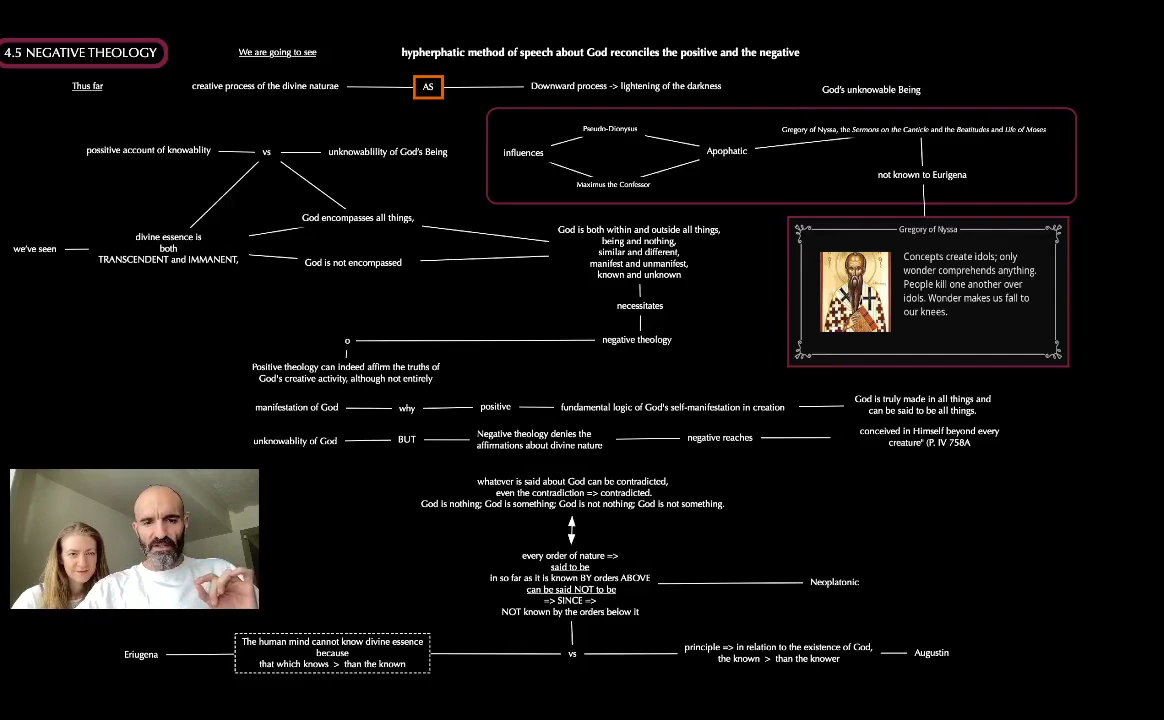 4.5 NEGATIVE THEOLOGY
We are going to see
hypherphatic method of speech about God reconciles the positive and the negative
Thus far
creative process of the divine naturae
AS
Downward process -> lightening of the darkness
God's unknowable Being
possitive account of knowablity
vs
unknowablility of God's Being
influences
Pseudo-Dionysus
Maximus the Confessor
Apophatic
Gregory of Nyssa, the Sermons on the Canticle and the Beatitudes and Life of Moses
not known to Eurigena
we've seen
divine essence is
both
TRANSCENDENT and IMMANENT,
God encompasses all things,
God is not encompassed
God is both within and outside all things,
being and nothing,
similar and different,
manifest and unmanifest,
known and unknown
Gregory of Nyssa
Concepts create idols; only
wonder comprehends anything.
People kill one another over
idols. Wonder makes us fall to
our knees.
necessitates
negative theology
o
Positive theology can indeed affirm the truths of
God's creative activity, although not entirely
manifestation of God
why
positive
fundamental logic of God's self-manifestation in creation
God is truly made in all things and
can be said to be all things.
unknowablity of God
BUT
Negative theology denies the
affirmations about divine nature
negative reaches
conceived in Himself beyond every
creature" (P. IV 758A
whatever is said about God can be contradicted,
even the contradiction => contradicted.
God is nothing; God is something; God is not nothing; God is not something.
every order of nature =>
said to be
in so far as it is known BY orders ABOVE
can be said NOT to be
=> SINCE =>
NOT known by the orders below it
Neoplatonic
Eriugena
The human mind cannot know divine essence
because
that which knows > than the known
vs
principle => in relation to the existence of God,
the known > than the knower
Augustin